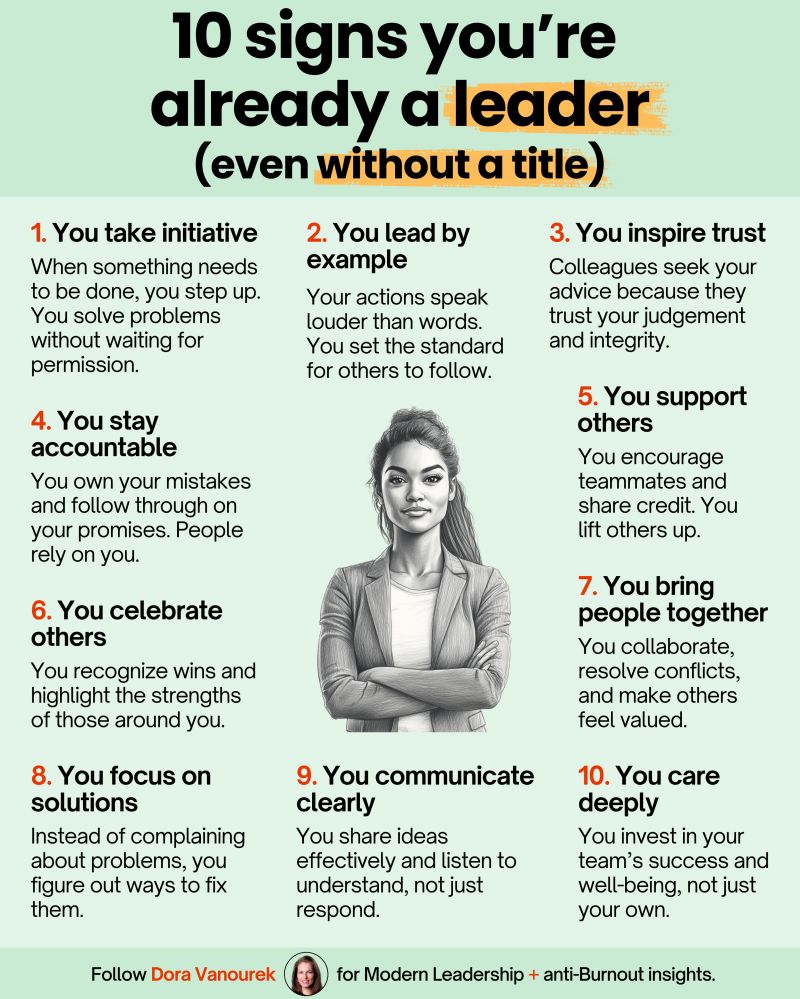 10 signs you’re
already a leader
(even without a title)
1. You take initiative
When something needs
to be done, you step up.
You solve problems
without waiting for
permission.
2. You lead by
example
Your actions speak
louder than words.
You set the standard
for others to follow.
3. You inspire trust
Colleagues seek your
advice because they
trust your judgement
and integrity.
4. You stay
accountable
You own your mistakes
and follow through on
your promises. People
rely on you.
5. You support
others
You encourage
teammates and
share credit. You
lift others up.
6. You celebrate
others
You recognize wins and
highlight the strengths
of those around you.
7. You bring
people together
You collaborate,
resolve conflicts,
and make others
feel valued.
8. You focus on
solutions
Instead of complaining
about problems, you
figure out ways to fix
them.
9. You communicate
clearly
You share ideas
effectively and listen to
understand, not just
respond.
10. You care
deeply
You invest in your
team’s success and
well-being, not just
your own.
Follow Dora Vanourek for Modern Leadership + anti-Burnout insights.